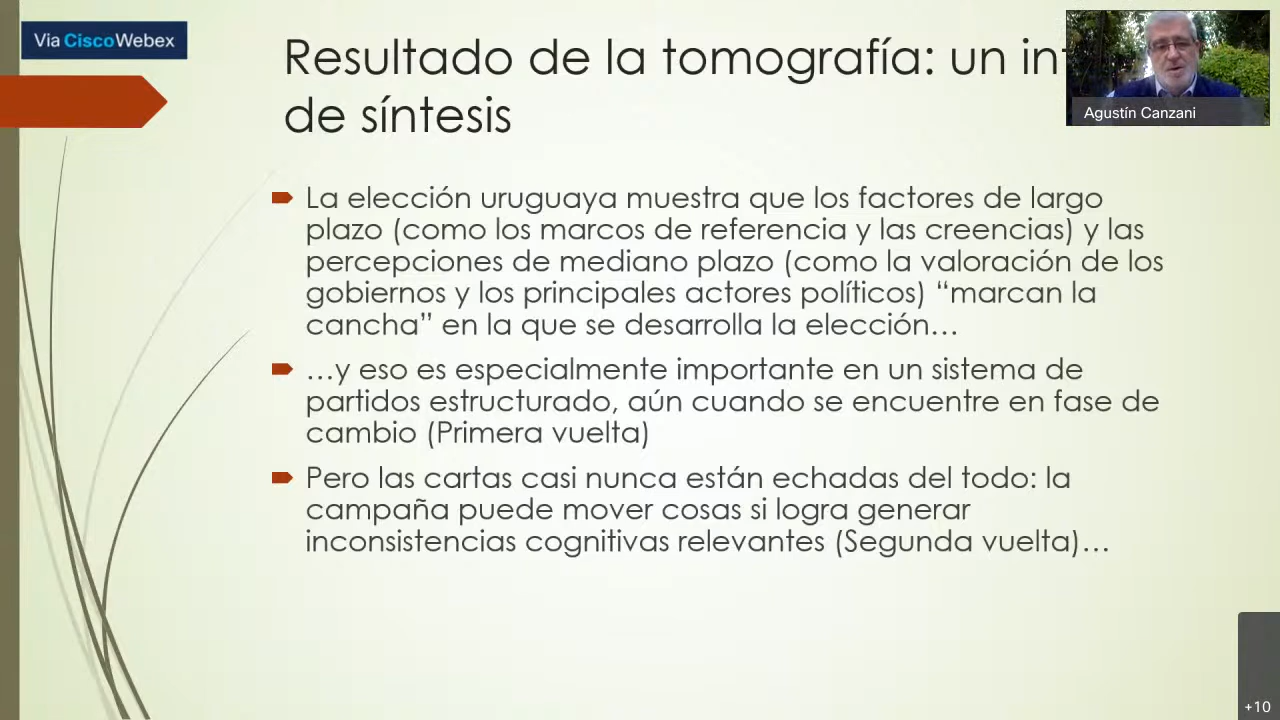 Vía CiscoWebex
Resultado de la tomografía: un
de síntesis
Agustín Canzani
La elección uruguaya muestra que los factores de largo
plazo (como los marcos de referencia y las creencias) y las
percepciones de mediano plazo (como la valoración de los
gobiernos y los principales actores políticos) “marcan la
cancha” en la que se desarrolla la elección…
…y eso es especialmente importante en un sistema de
partidos estructurado, aún cuando se encuentre en fase de
cambio (Primera vuelta)
Pero las cartas casi nunca están echadas del todo: la
campaña puede mover cosas si logra generar
inconsistencias cognitivas relevantes (Segunda vuelta)…
+10